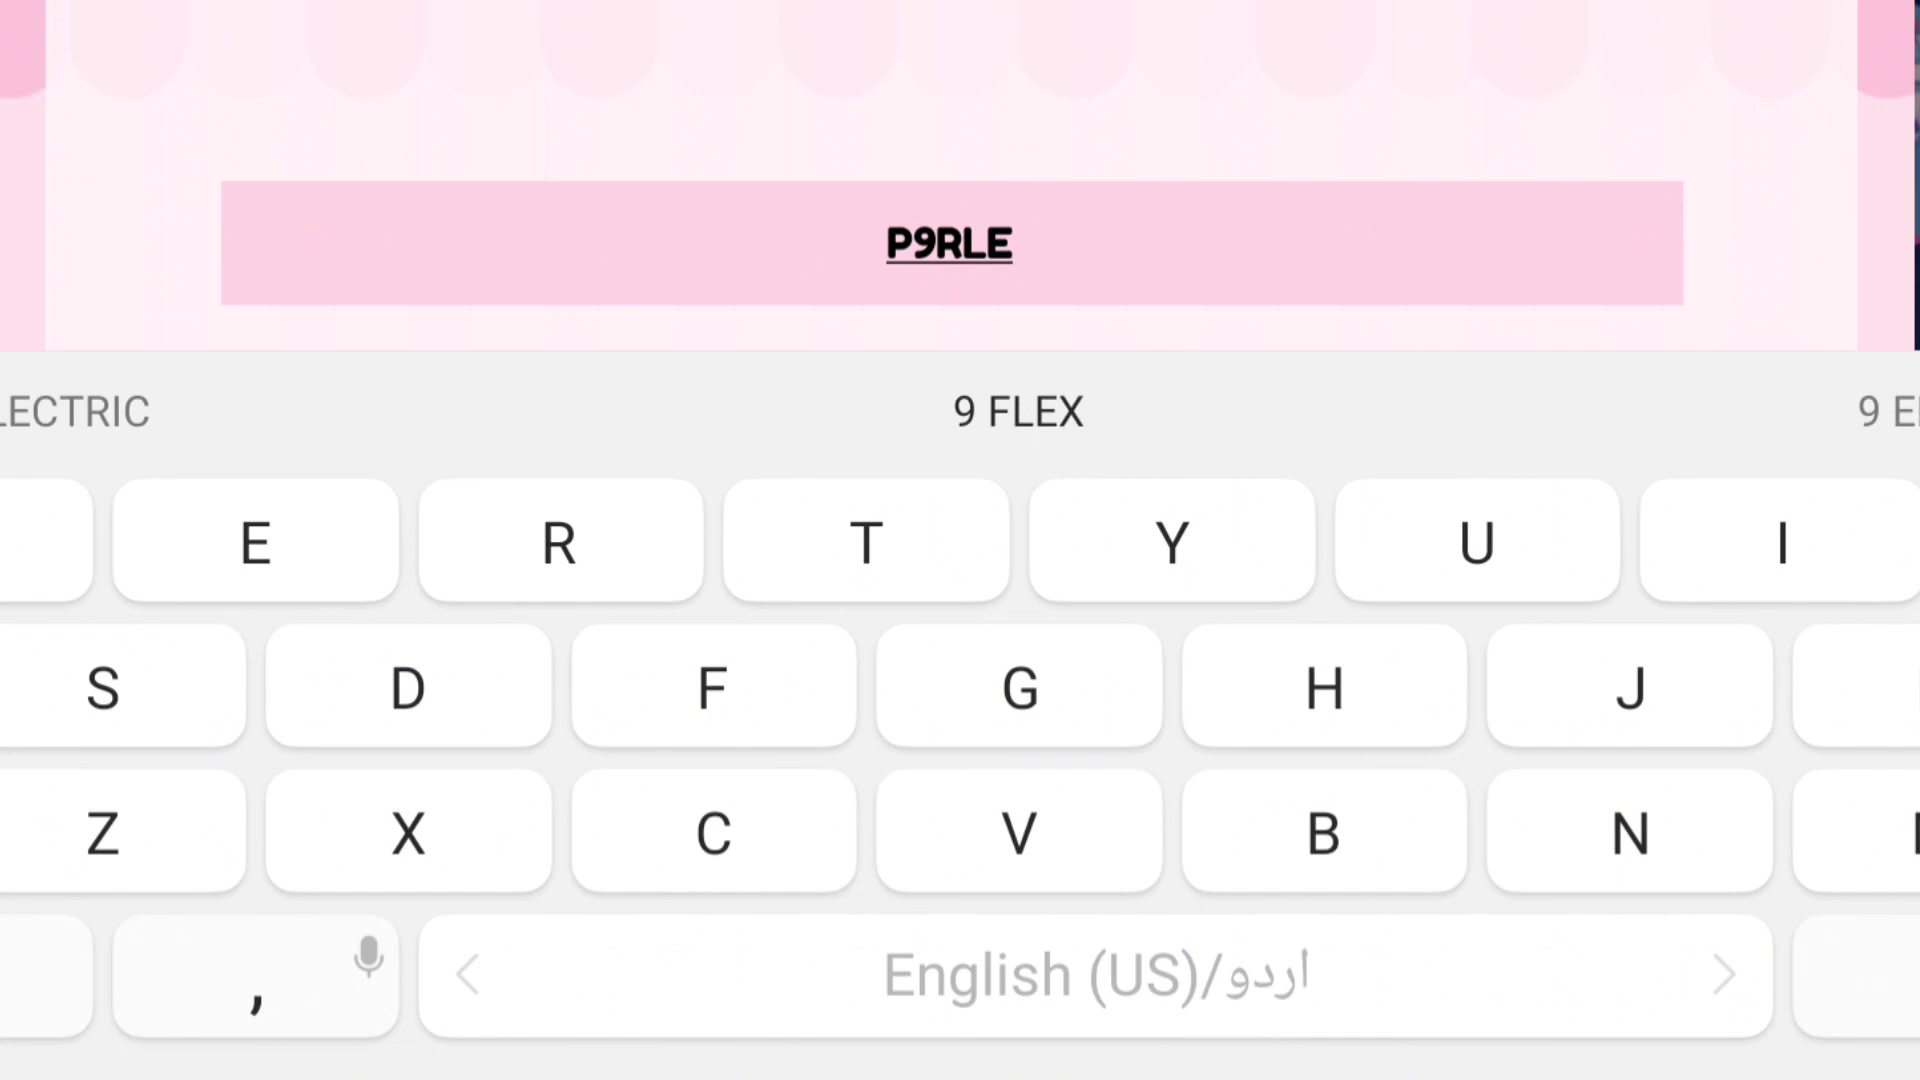 P9RLE
LECTRIC 9 FLEX 9 E
E R T Y U I
S D F G H J
Z X C V B N
, English (US)/اردو